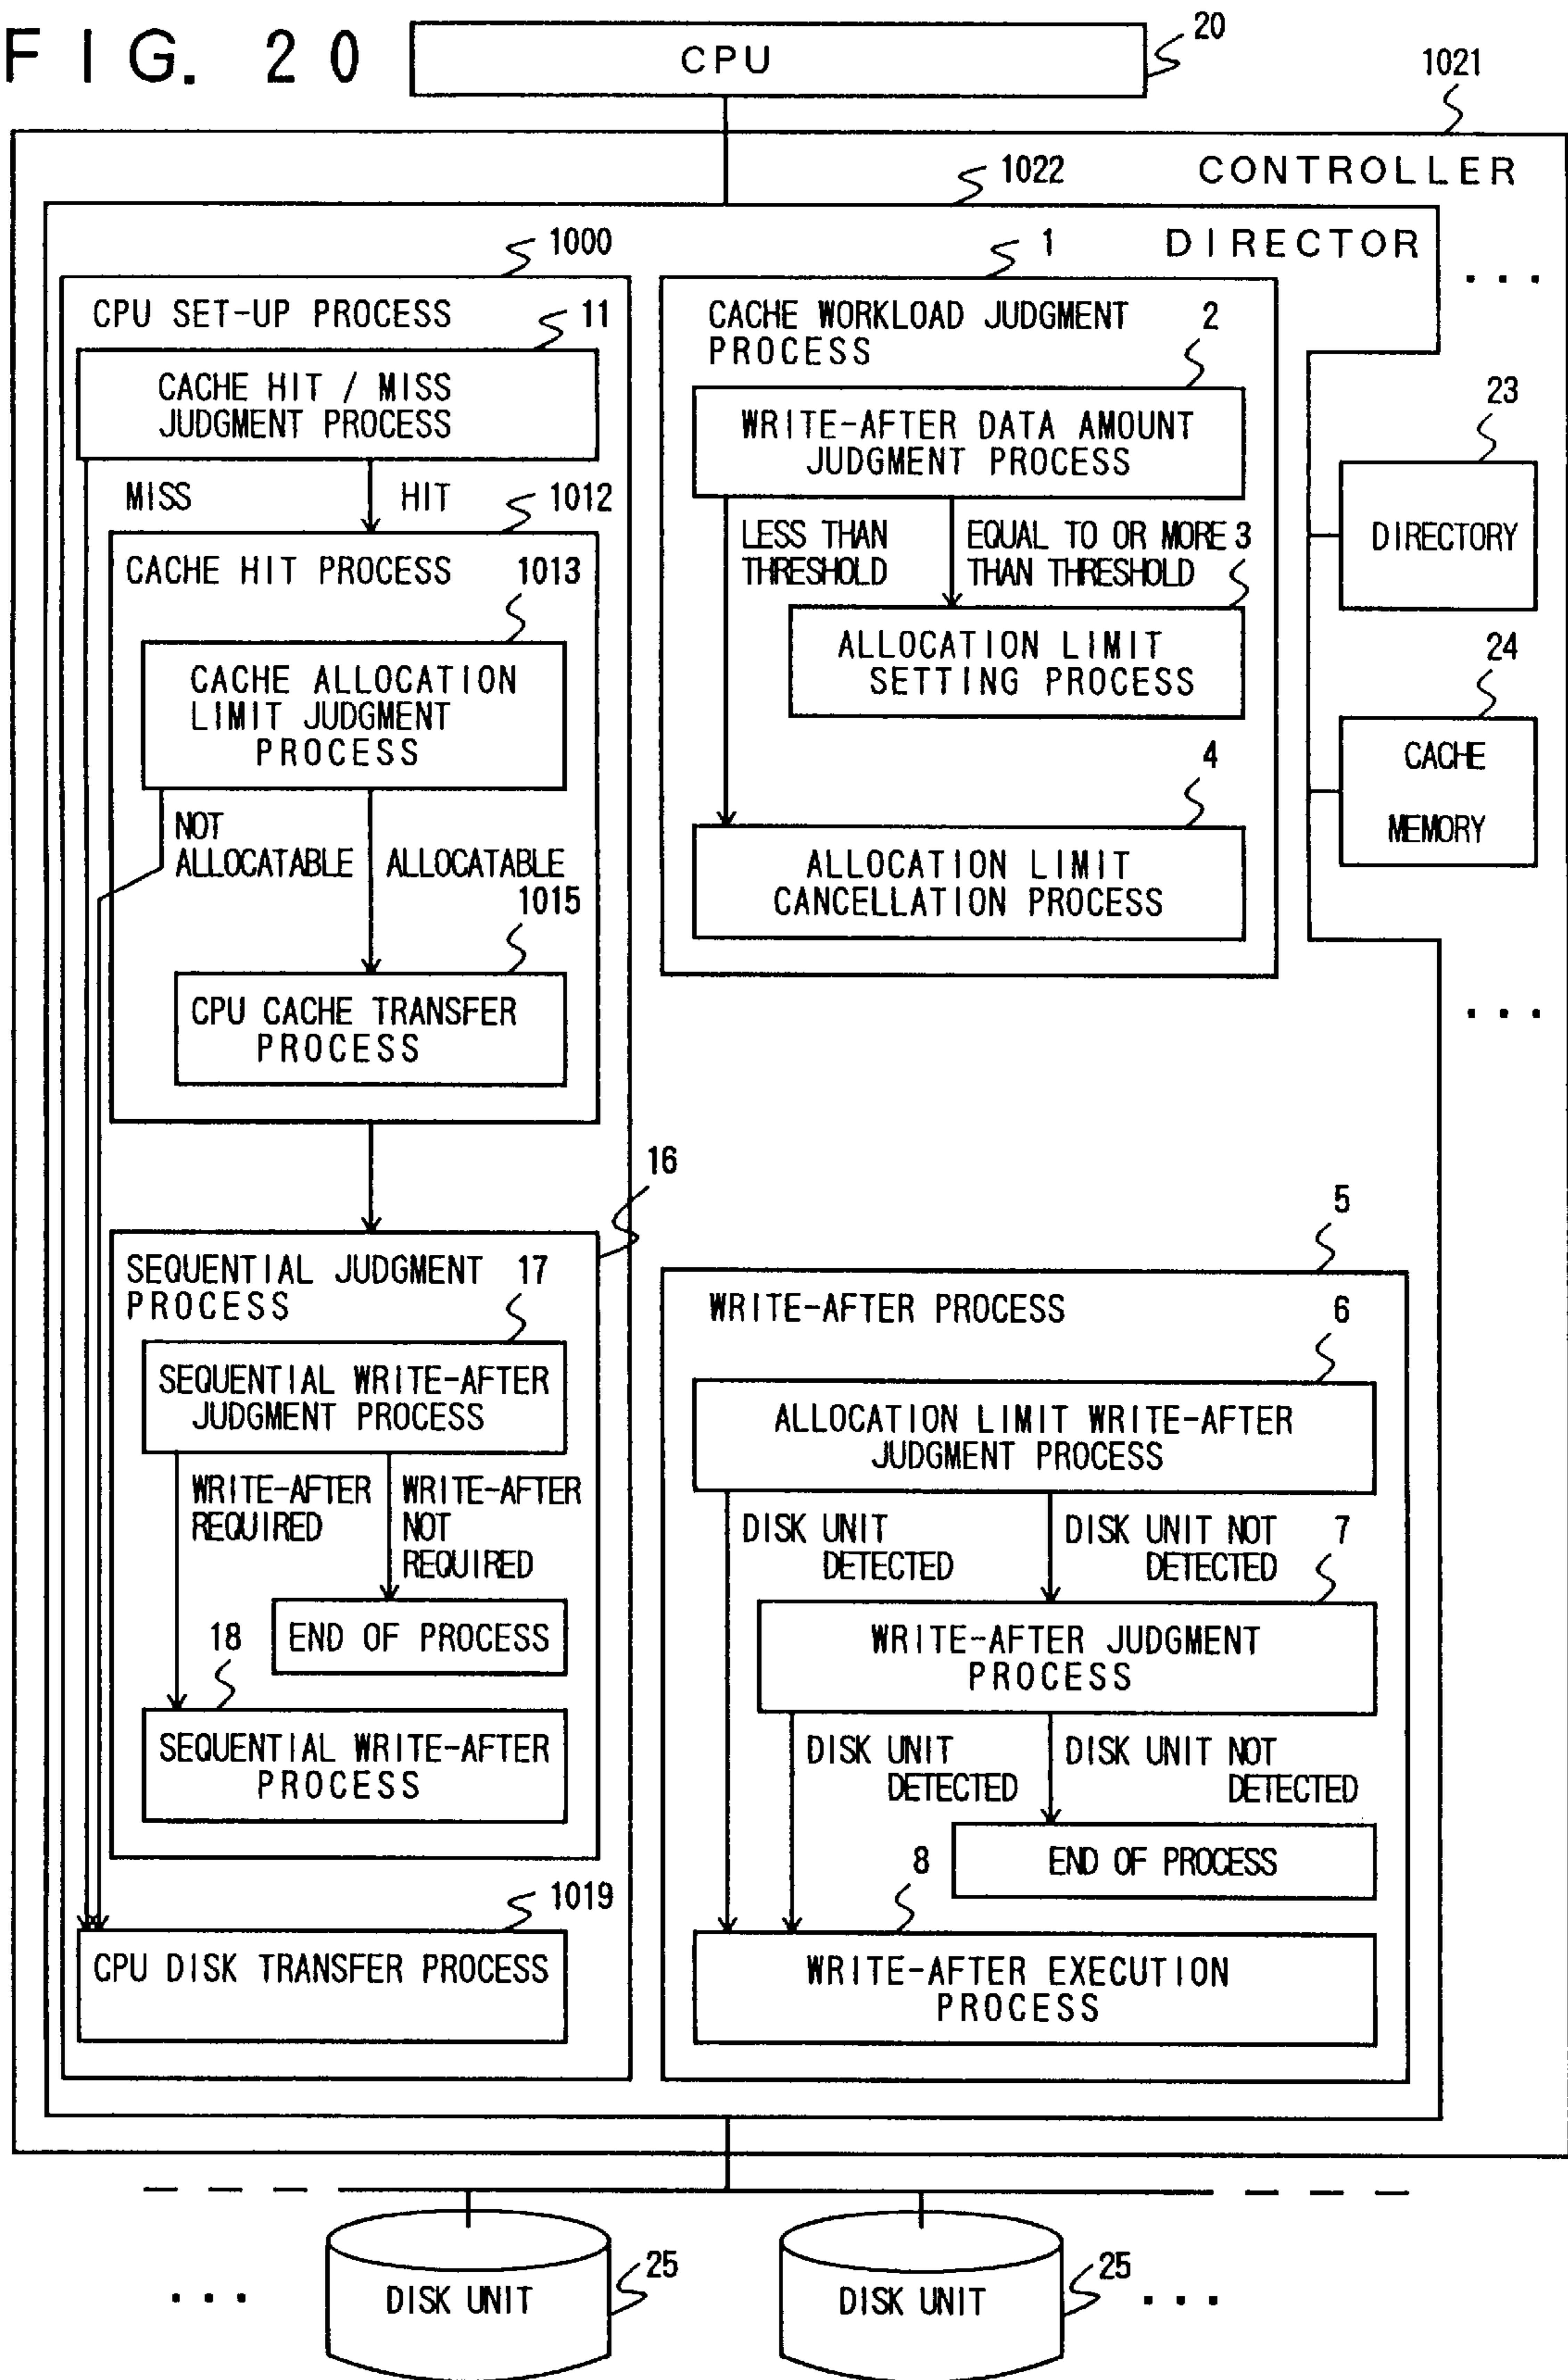 FIG. 20
CPU
20
1021
CONTROLLER
1022
DIRECTOR
1000
CPU SET-UP PROCESS
11
CACHE HIT / MISS
JUDGMENT PROCESS
MISS
HIT
1012
CACHE HIT PROCESS
1013
CACHE ALLOCATION
LIMIT JUDGMENT
PROCESS
NOT
ALLOCATABLE
ALLOCATABLE
1015
CPU CACHE TRANSFER
PROCESS
16
SEQUENTIAL JUDGMENT
PROCESS
17
SEQUENTIAL WRITE-AFTER
JUDGMENT PROCESS
WRITE-AFTER
REQUIRED
WRITE-AFTER
NOT
REQUIRED
END OF PROCESS
18
SEQUENTIAL WRITE-AFTER
PROCESS
1019
CPU DISK TRANSFER PROCESS
1
CACHE WORKLOAD JUDGMENT
PROCESS
2
WRITE-AFTER DATA AMOUNT
JUDGMENT PROCESS
LESS THAN
THRESHOLD
EQUAL TO OR MORE
THAN THRESHOLD
3
ALLOCATION LIMIT
SETTING PROCESS
4
ALLOCATION LIMIT
CANCELLATION PROCESS
5
WRITE-AFTER PROCESS
6
ALLOCATION LIMIT WRITE-AFTER
JUDGMENT PROCESS
DISK UNIT
DETECTED
DISK UNIT NOT
DETECTED
7
WRITE-AFTER JUDGMENT
PROCESS
DISK UNIT
DETECTED
DISK UNIT NOT
DETECTED
END OF PROCESS
8
WRITE-AFTER EXECUTION
PROCESS
. . .
23
DIRECTORY
24
CACHE
MEMORY
. . .
. . .
DISK UNIT
25
DISK UNIT
25
. . .